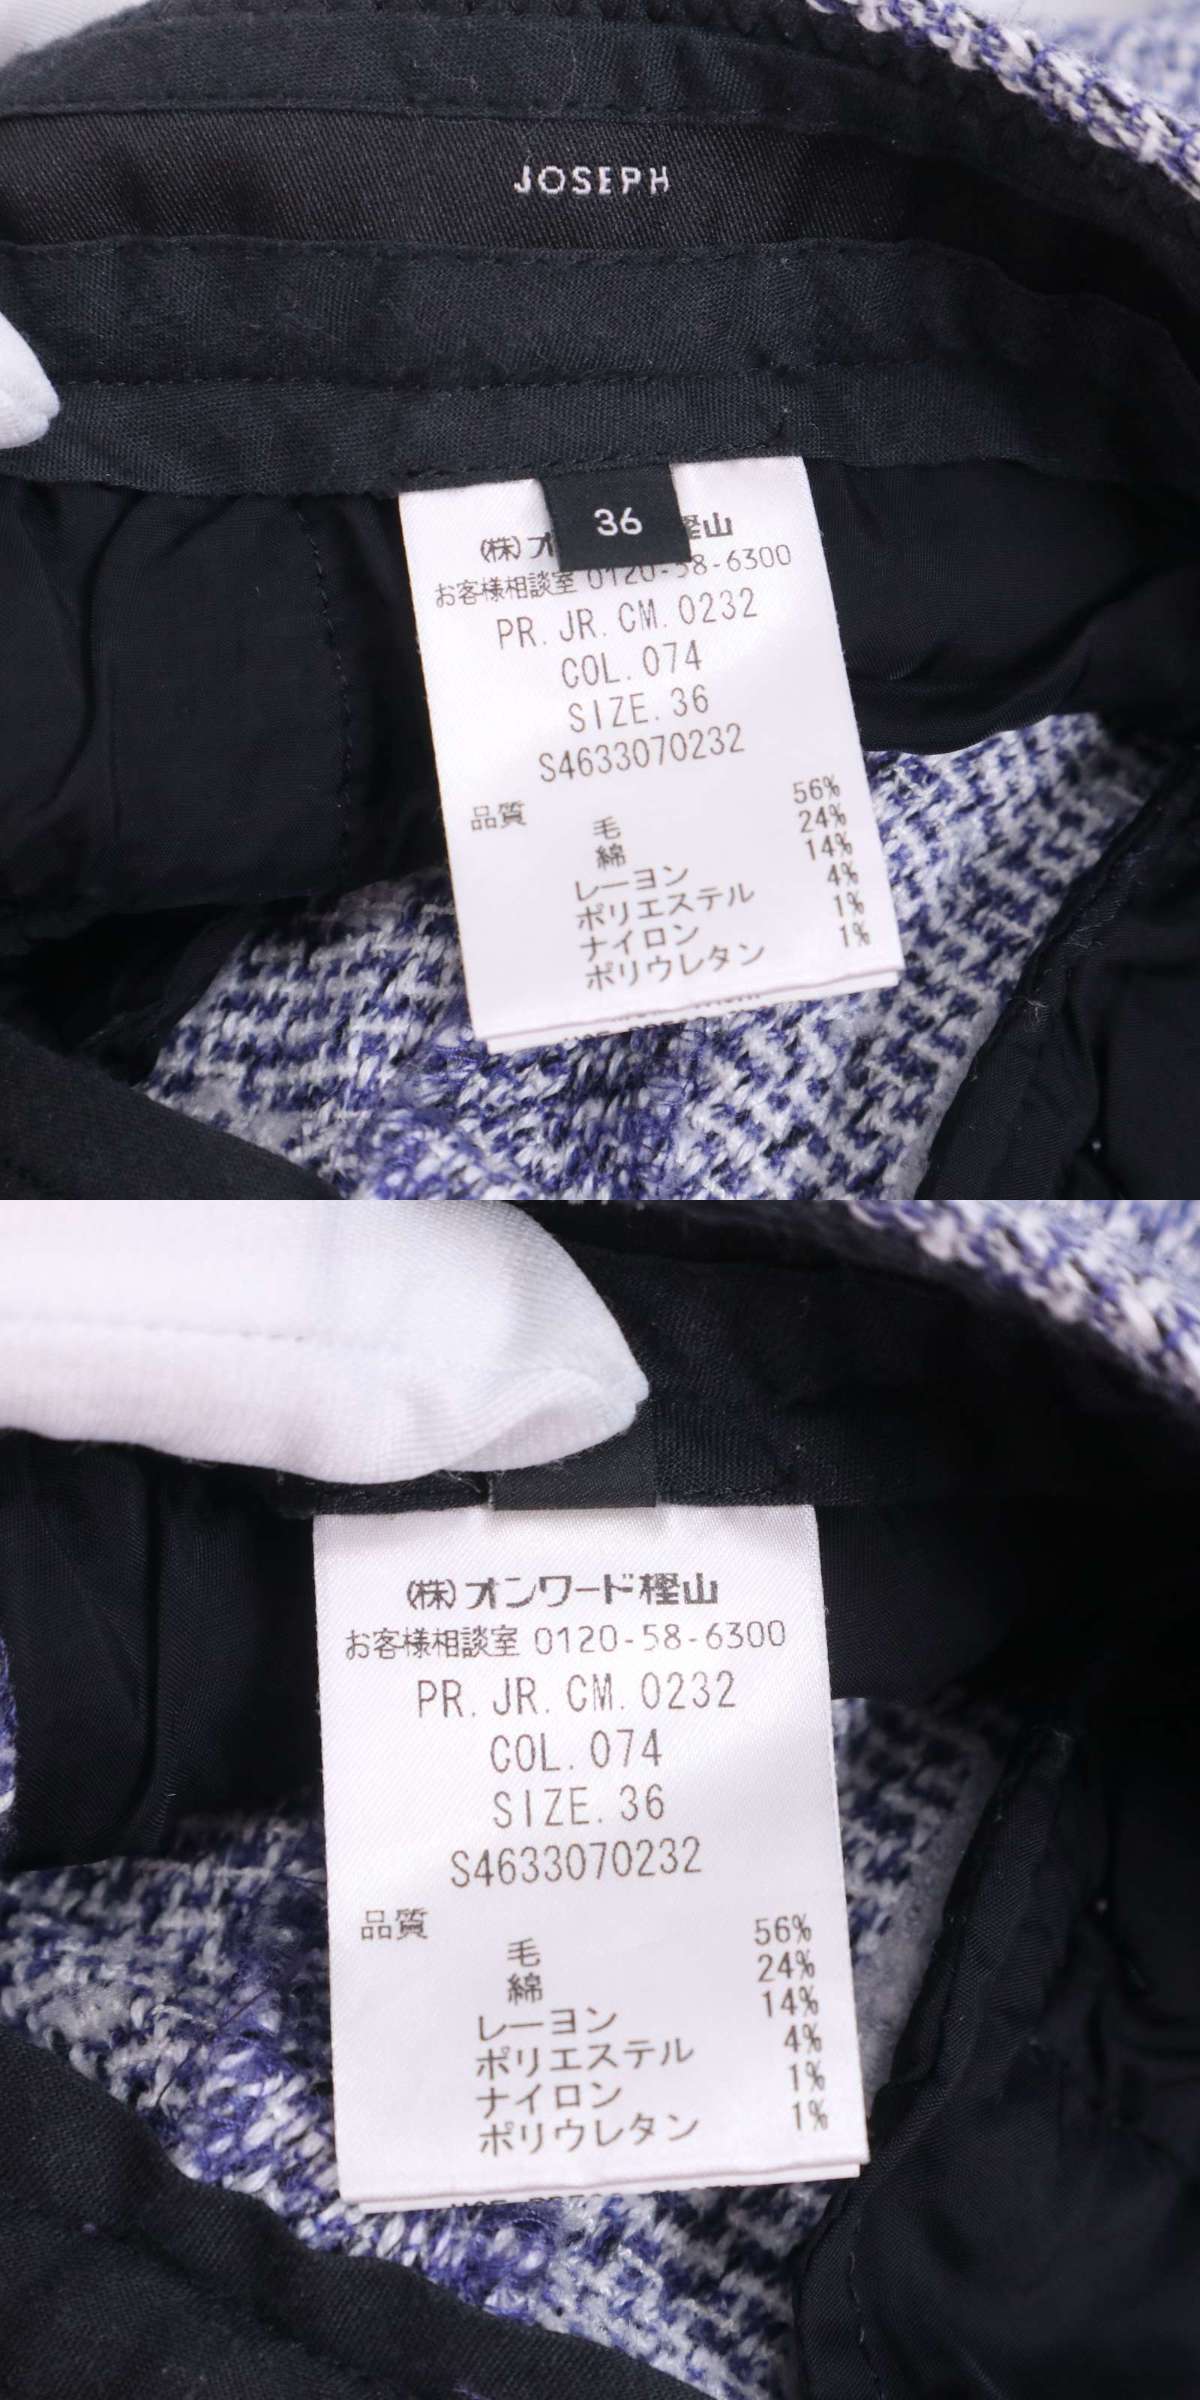 JOSEPH
36
(株)オ 樫山
お客様相談室 0120-58-6300
PR. JR. CM. 0232
COL. 074
SIZE. 36
S4633070232
品質
毛 56%
綿 24%
レーヨン 14%
ポリエステル 4%
ナイロン 1%
ポリウレタン 1%
(株)オンワード樫山
お客様相談室 0120-58-6300
PR. JR. CM. 0232
COL. 074
SIZE. 36
S4633070232
品質
毛 56%
綿 24%
レーヨン 14%
ポリエステル 4%
ナイロン 1%
ポリウレタン 1%